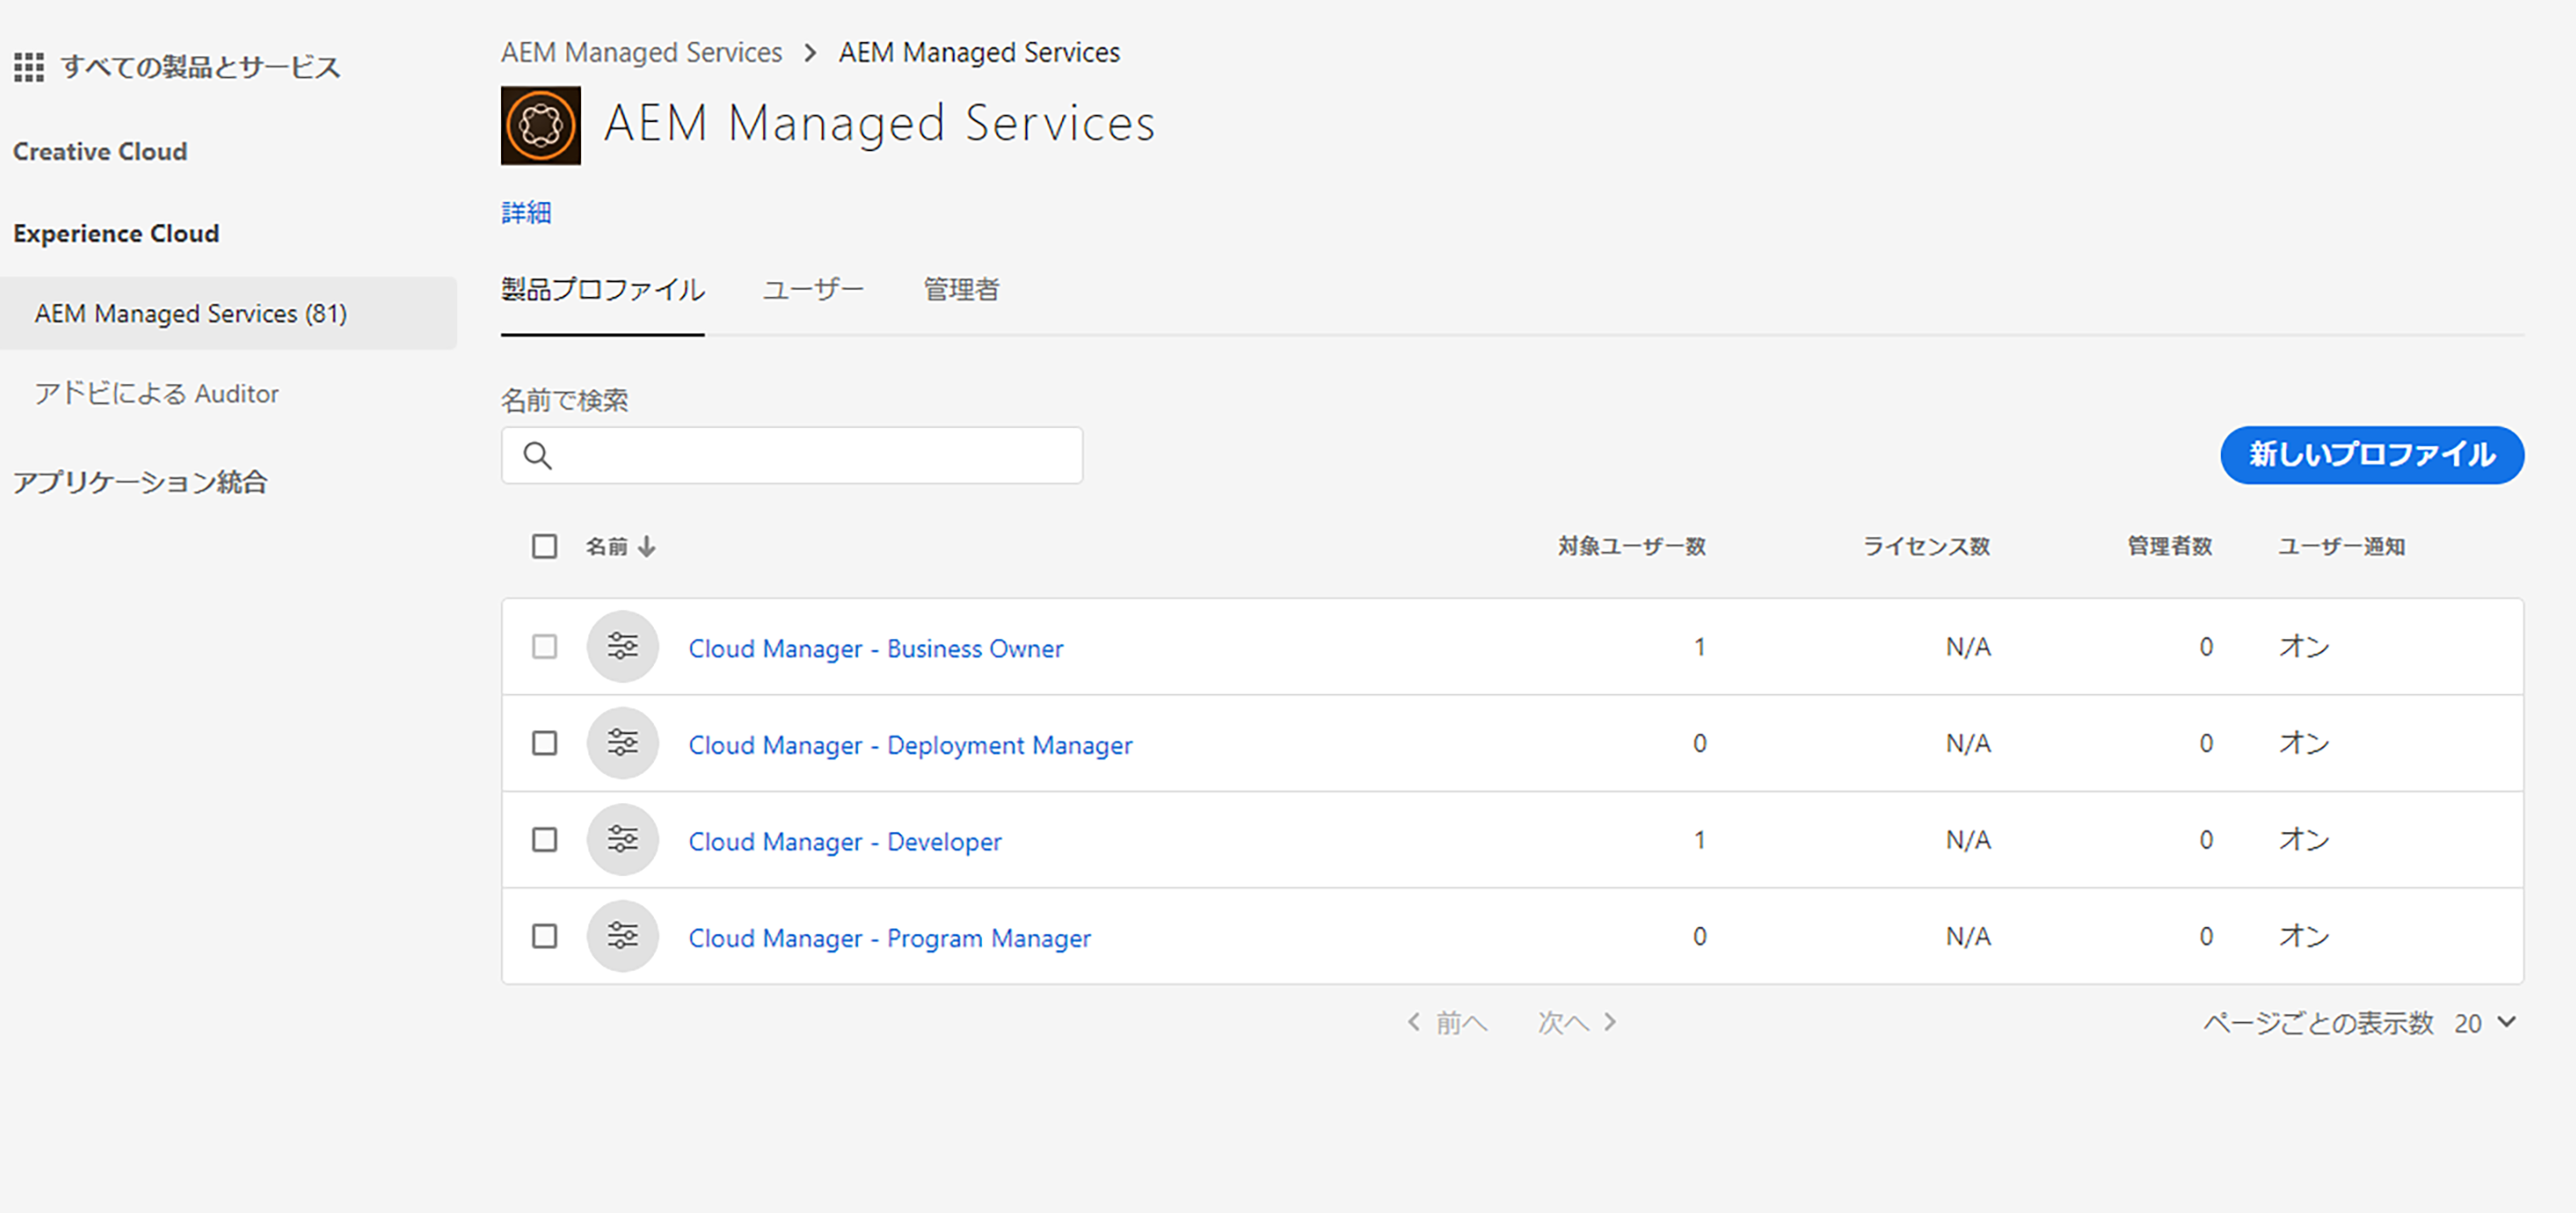 すべての製品とサービス
Creative Cloud
Experience Cloud
AEM Managed Services (81)
アドビによる Auditor
アプリケーション統合
AEM Managed Services > AEM Managed Services
AEM Managed Services
詳細
製品プロファイル ユーザー 管理者
名前で検索
新しいプロファイル
名前 対象ユーザー数 ライセンス数 管理者数 ユーザー通知
Cloud Manager - Business Owner 1 N/A 0 オン
Cloud Manager - Deployment Manager 0 N/A 0 オン
Cloud Manager - Developer 1 N/A 0 オン
Cloud Manager - Program Manager 0 N/A 0 オン
前へ 次へ ページごとの表示数 20